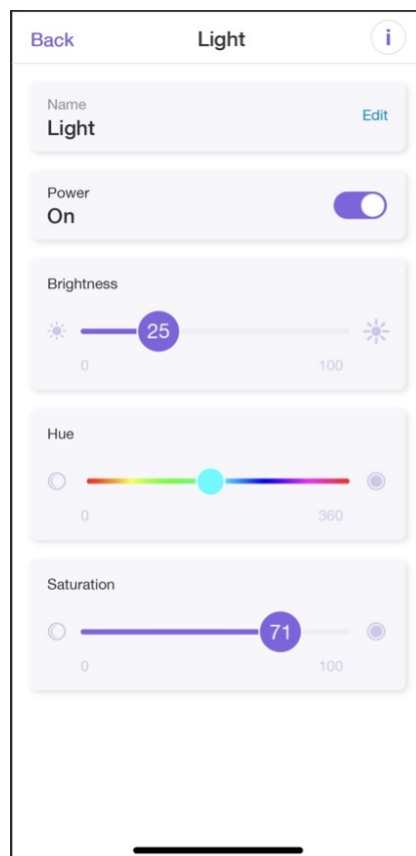 Back Light i
Name
Light Edit
Power
On
Brightness
25
0 100
Hue
0 360
Saturation
71
0 100